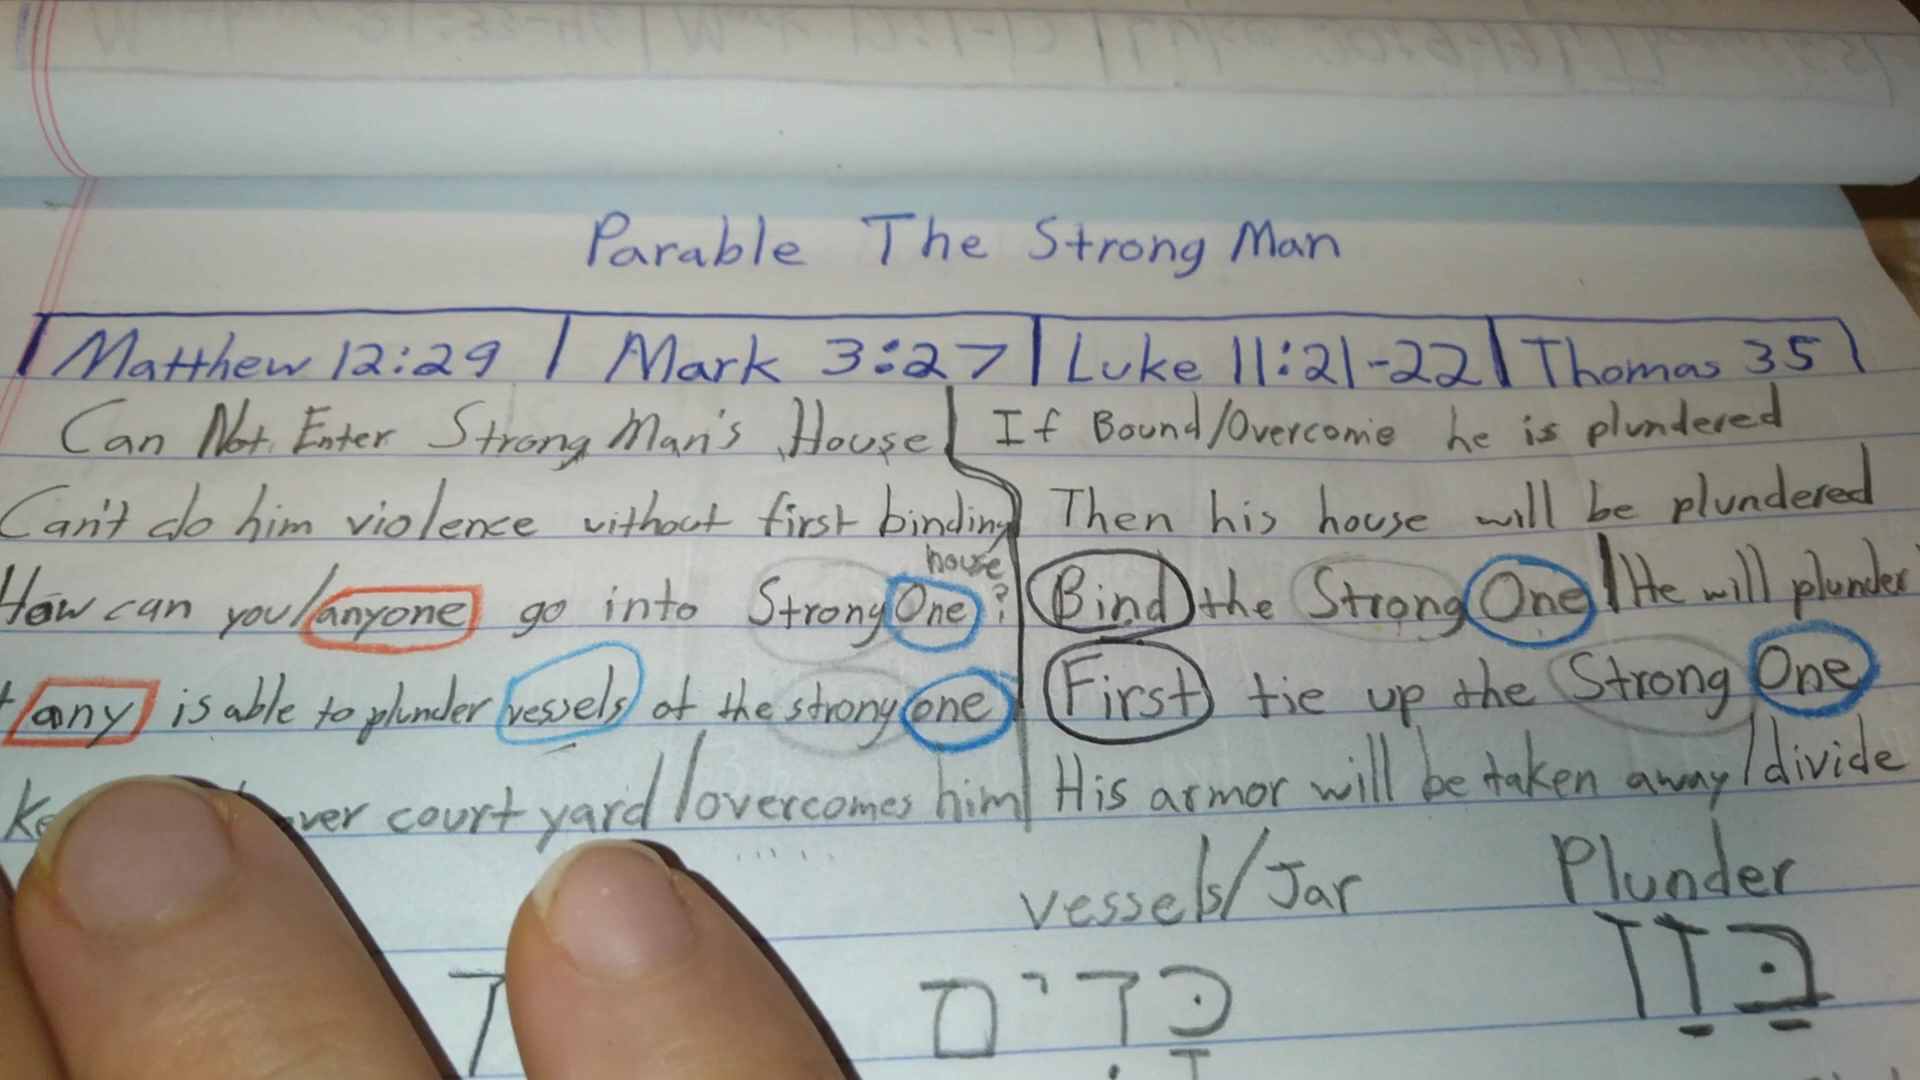 Parable The Strong Man
Matthew 12:29 | Mark 3:27 | Luke 11:21-22 | Thomas 35
Can Not Enter Strong Man's House | If Bound/Overcome he is plundered
Can't do him violence without first binding | Then his house will be plundered
house
How can you/anyone go into Strong One? | Bind the Strong One | He will plunder
any is able to plunder vessels of the strong one | First tie up the Strong One
over court yard/overcomes him | His armor will be taken away/divide
vessels/Jar Plunder
כַּדִים בַּזַז